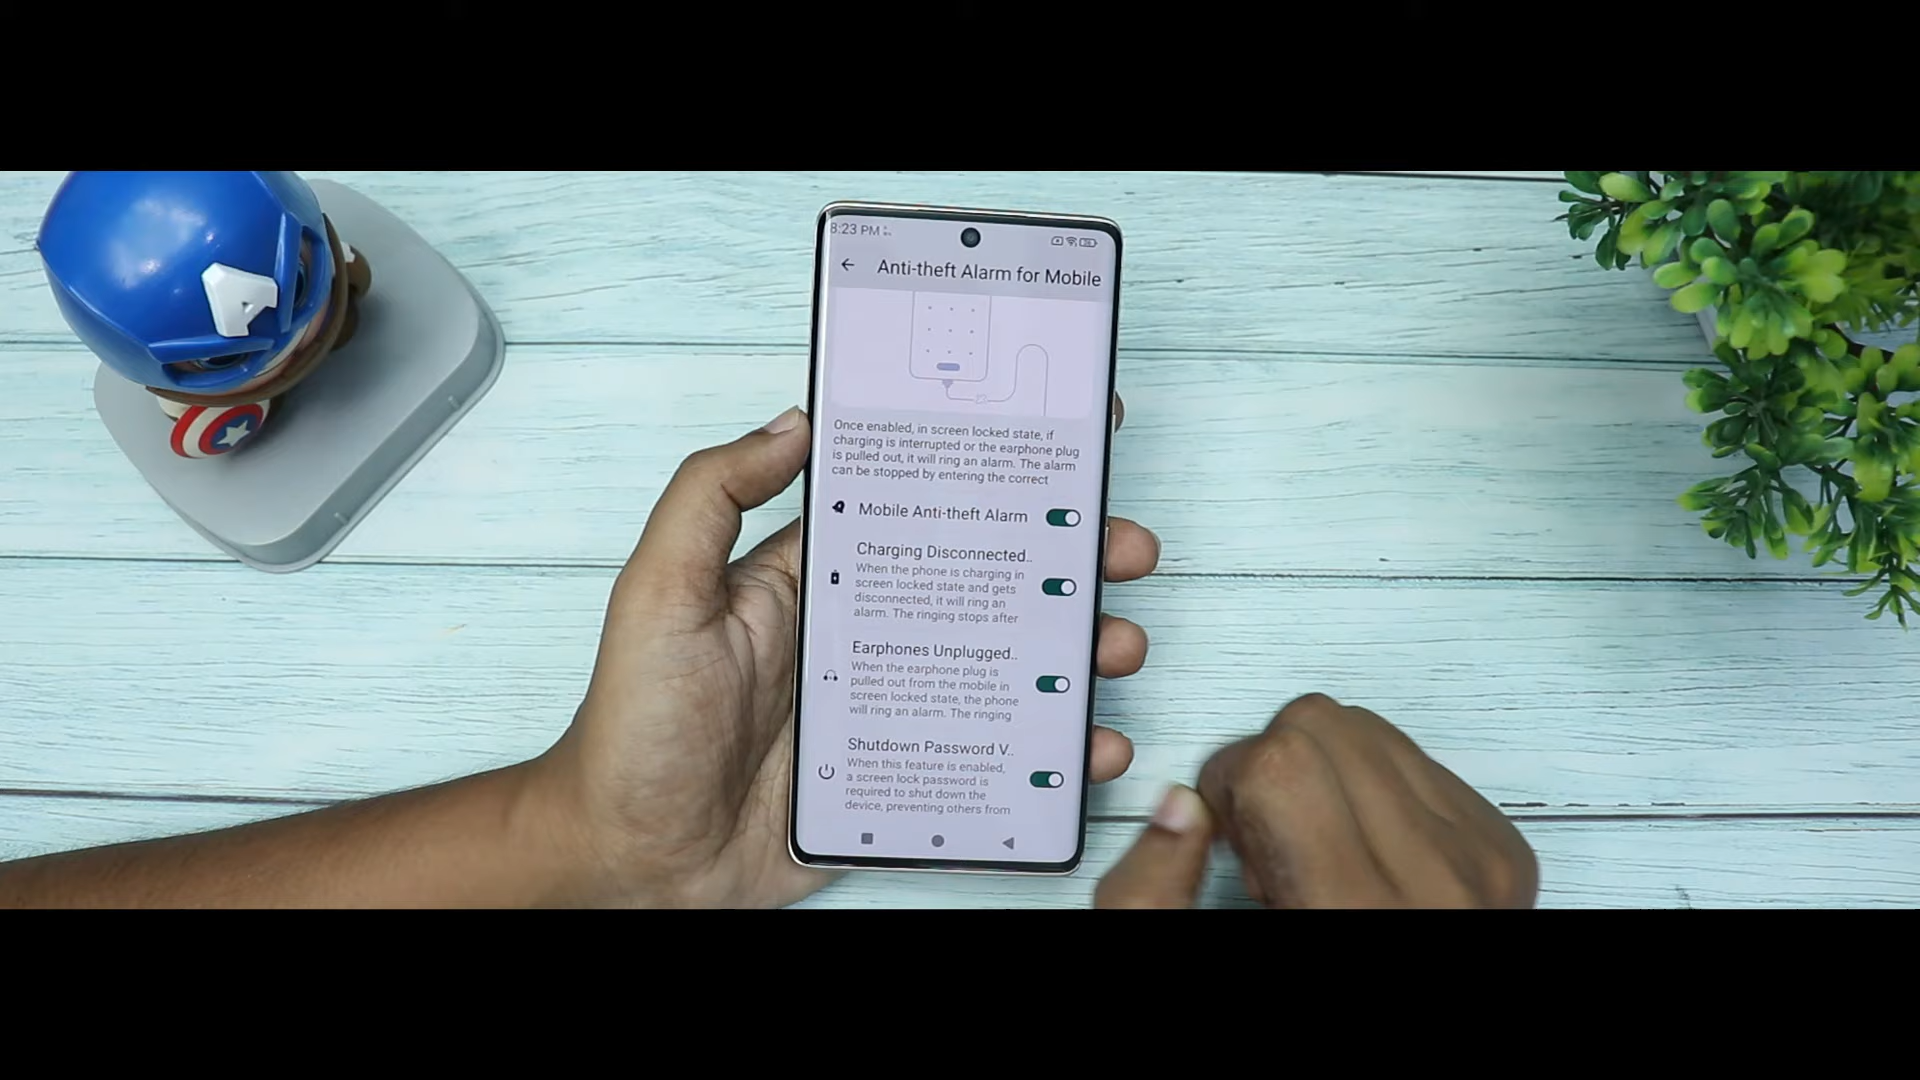 8:23 PM
Anti-theft Alarm for Mobile
Once enabled, in screen locked state, if
charging is interrupted or the earphone plug
is pulled out, it will ring an alarm. The alarm
can be stopped by entering the correct
Mobile Anti-theft Alarm
Charging Disconnected..
When the phone is charging in
screen locked state and gets
disconnected, it will ring an
alarm. The ringing stops after
Earphones Unplugged..
When the earphone plug is
pulled out from the mobile in
screen locked state, the phone
will ring an alarm. The ringing
Shutdown Password V..
When this feature is enabled,
a screen lock password is
required to shut down the
device, preventing others from
A